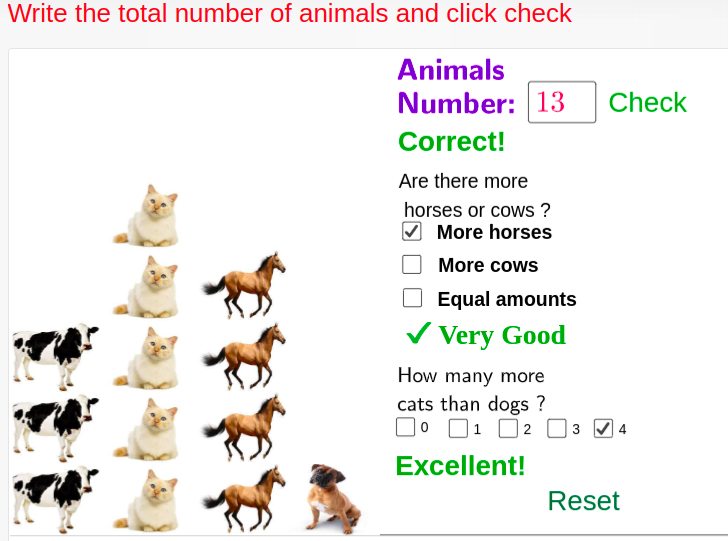 Write the total number of animals and click check
Animals
Number: 13 Check
Correct!
Are there more
horses or cows ?
More horses
More cows
Equal amounts
✓ Very Good
How many more
cats than dogs ?
0 1 2 3 4
Excellent!
Reset